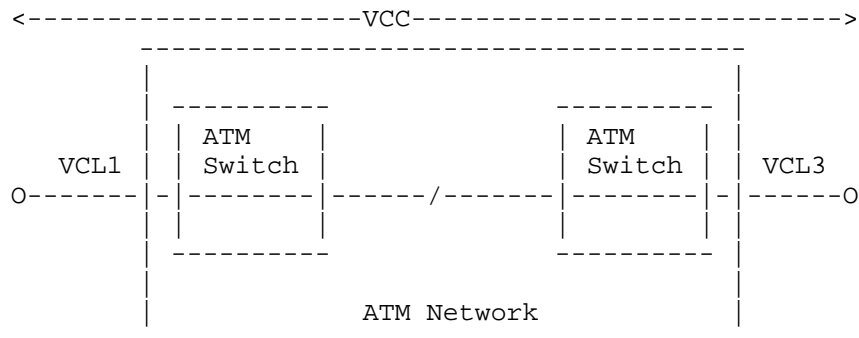 VCC
ATM ATM
VCL1 Switch Switch VCL3
O O
ATM Network